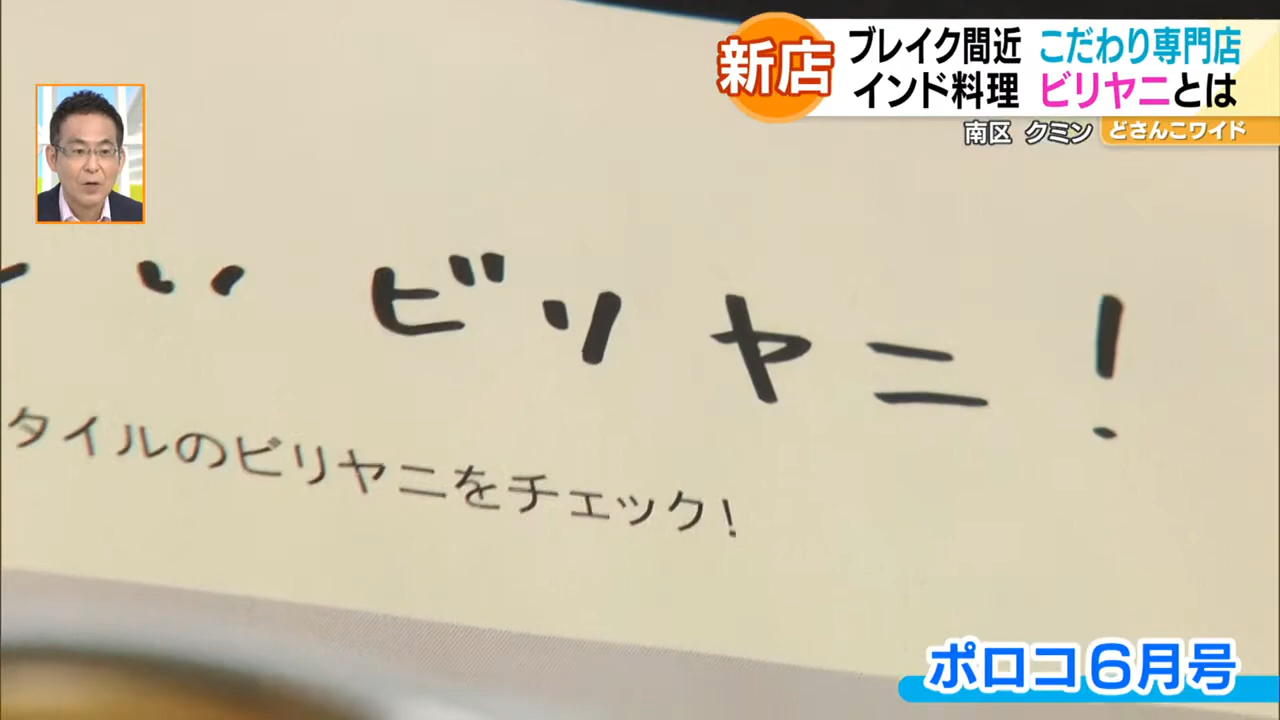 新店
ブレイク間近 こだわり専門店
インド料理 ビリヤニとは
南区 クミン どさんこワイド
い ビリヤニ!
タイルのビリヤニをチェック!
ポロコ6月号